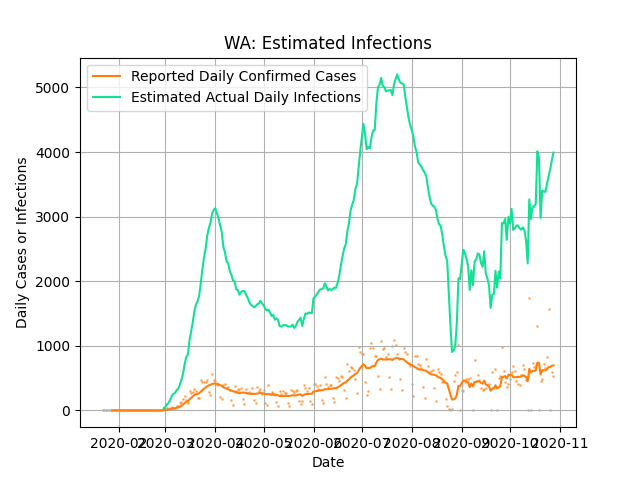 WA: Estimated Infections
Reported Daily Confirmed Cases
Estimated Actual Daily Infections
Daily Cases or Infections
5000
4000
3000
2000
1000
0
2020-02 2020-03 2020-04 2020-05 2020-06 2020-07 2020-08 2020-09 2020-10 2020-11
Date